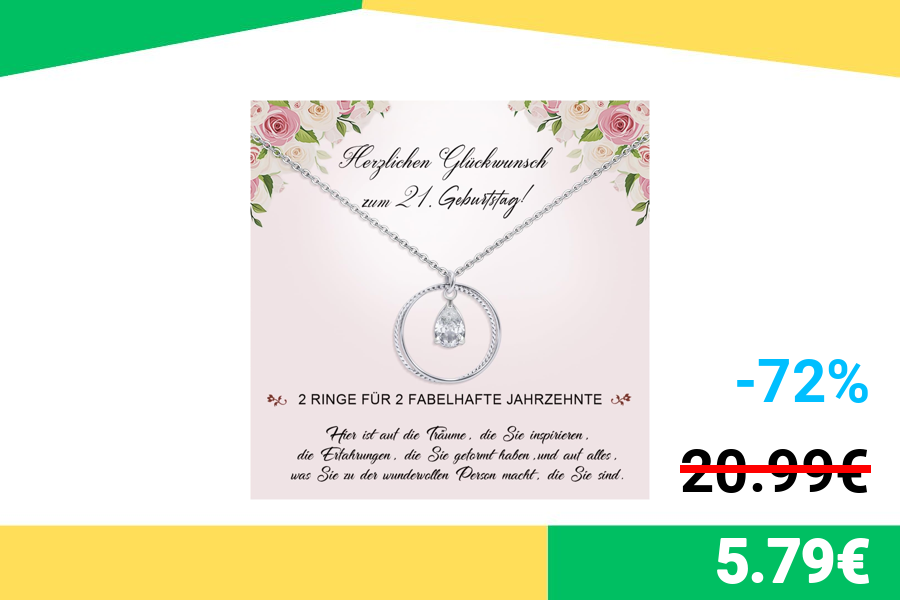 Herzlichen Glückwunsch
zum 21. Geburtstag!
2 RINGE FÜR 2 FABELHAFTE JAHRZEHNTE
Hier ist auf die Träume, die Sie inspirieren,
die Erfahrungen, die Sie geformt haben,und auf alles,
was Sie zu der wundervollen Person macht, die Sie sind.
-72%
20.99€
5.79€